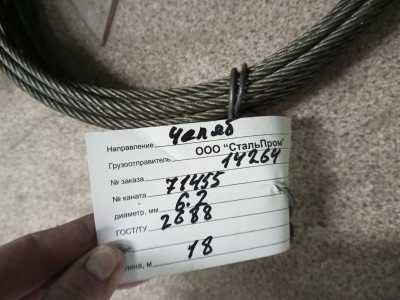 Направление Челяб
Грузоотправитель ООО "СтальПром"
№ заказа 14264
№ каната 71455
диаметр, мм 6.2
ГОСТ/ТУ 2688
длина, м 18